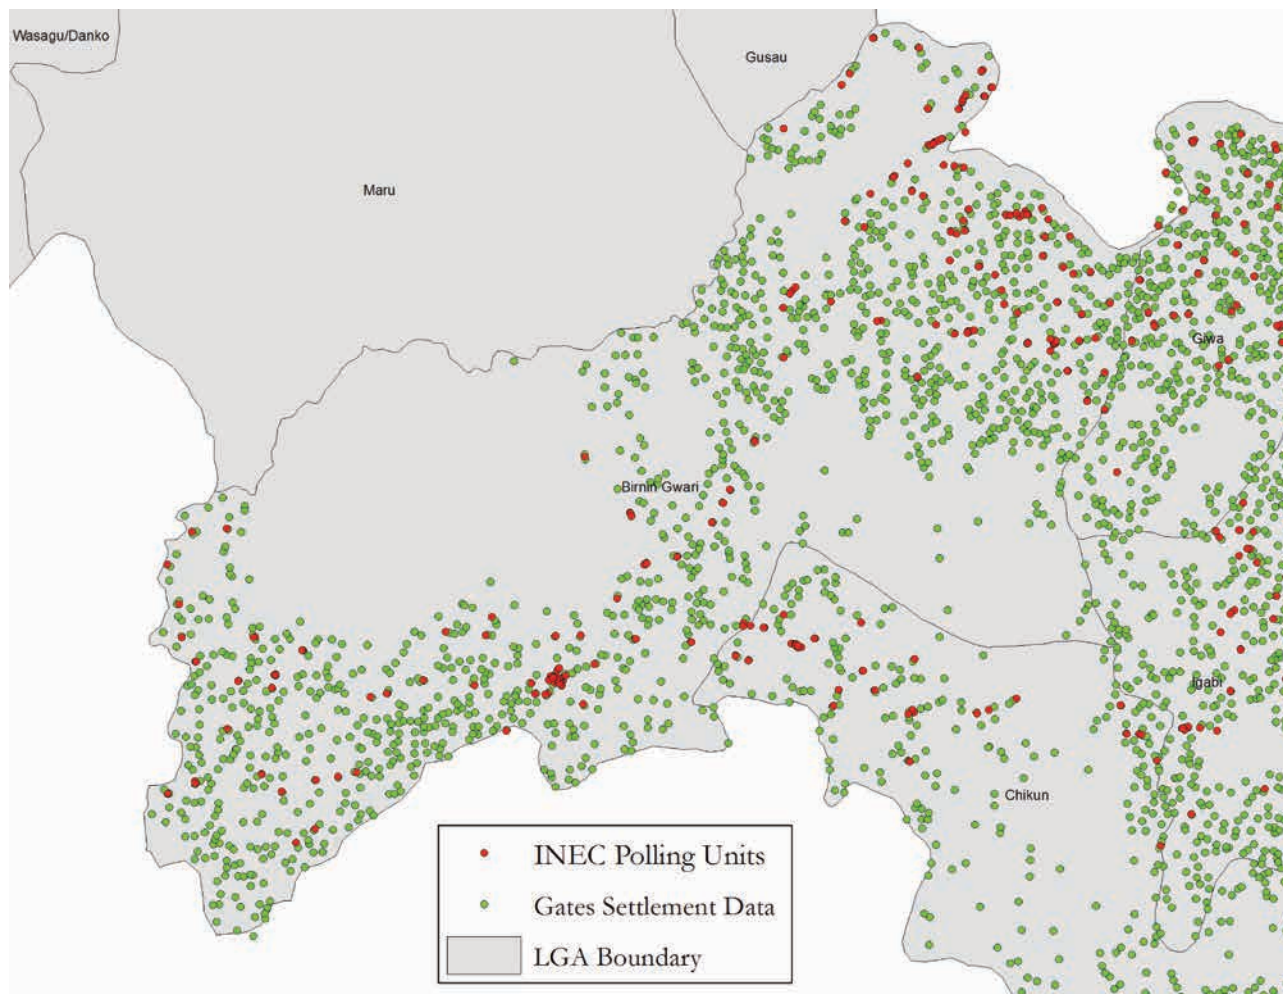 Wasagu/Danko
Gusau
Maru
Giwa
Birnin Gwari
Igabi
Chikun
INEC Polling Units
Gates Settlement Data
LGA Boundary